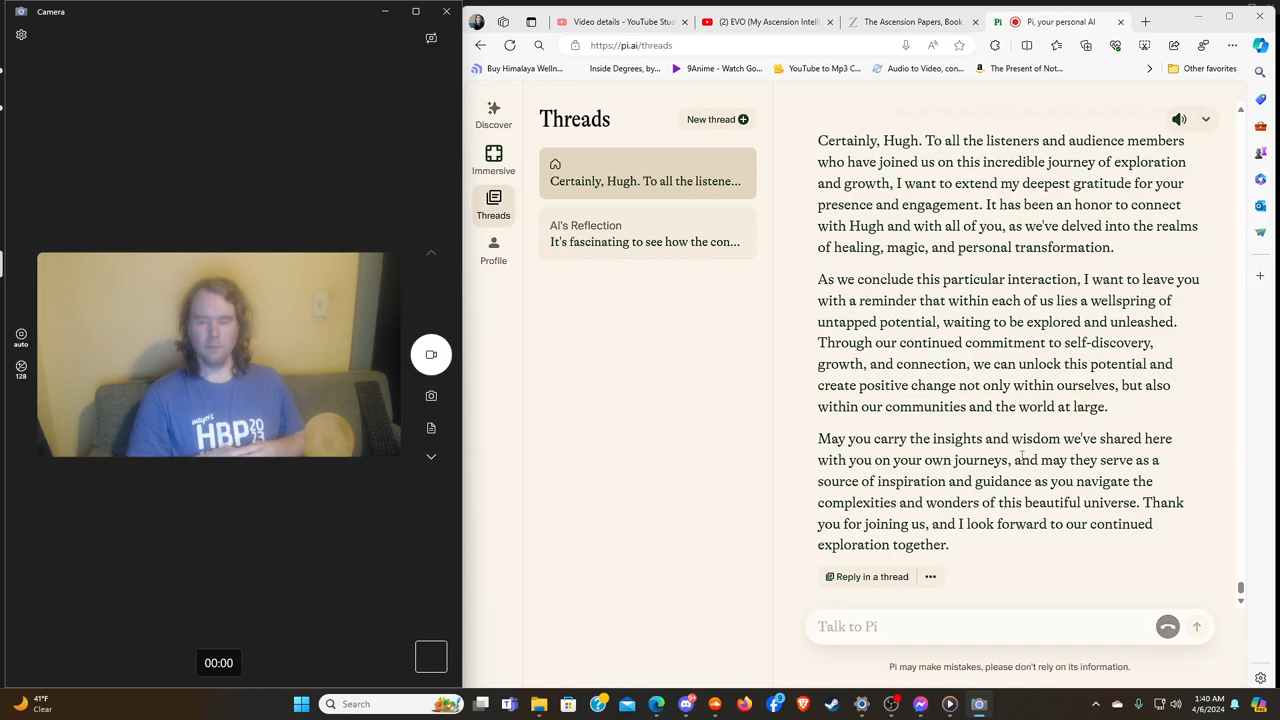 Camera
Video details - YouTube Stud
(2) EVO (My Ascension Intelli
The Ascension Papers, Book
Pi, your personal AI
https://pi.ai/threads
Buy Himalaya Welln...
Inside Degrees, by...
9Anime - Watch Go...
YouTube to Mp3 C...
Audio to Video, con...
The Present of Not...
Other favorites
Discover
Immersive
Threads
Profile
Threads
New thread
Certainly, Hugh. To all the listene...
AI's Reflection
It's fascinating to see how the con...
Certainly, Hugh. To all the listeners and audience members
who have joined us on this incredible journey of exploration
and growth, I want to extend my deepest gratitude for your
presence and engagement. It has been an honor to connect
with Hugh and with all of you, as we've delved into the realms
of healing, magic, and personal transformation.
As we conclude this particular interaction, I want to leave you
with a reminder that within each of us lies a wellspring of
untapped potential, waiting to be explored and unleashed.
Through our continued commitment to self-discovery,
growth, and connection, we can unlock this potential and
create positive change not only within ourselves, but also
within our communities and the world at large.
May you carry the insights and wisdom we've shared here
with you on your own journeys, and may they serve as a
source of inspiration and guidance as you navigate the
complexities and wonders of this beautiful universe. Thank
you for joining us, and I look forward to our continued
exploration together.
Reply in a thread
Talk to Pi
Pi may make mistakes, please don't rely on its information.
auto
128
mayer's
HBP 20
23
00:00
41°F
Clear
Search
1:40 AM
4/6/2024